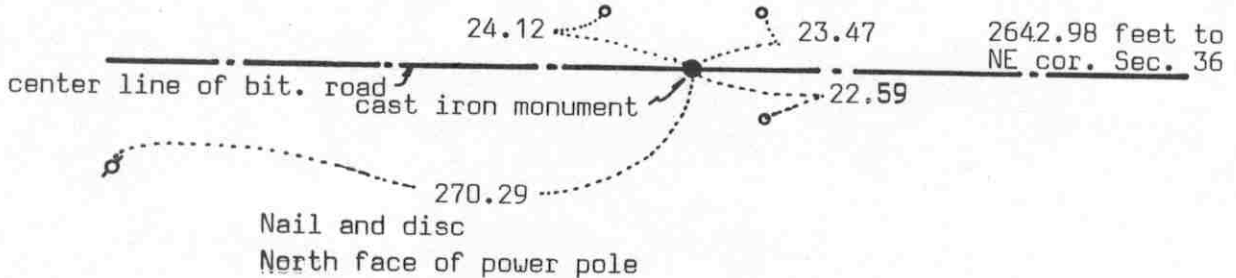 24.12
23.47
2642.98 feet to
NE cor. Sec. 36
center line of bit. road
cast iron monument
22.59
270.29
Nail and disc
North face of power pole